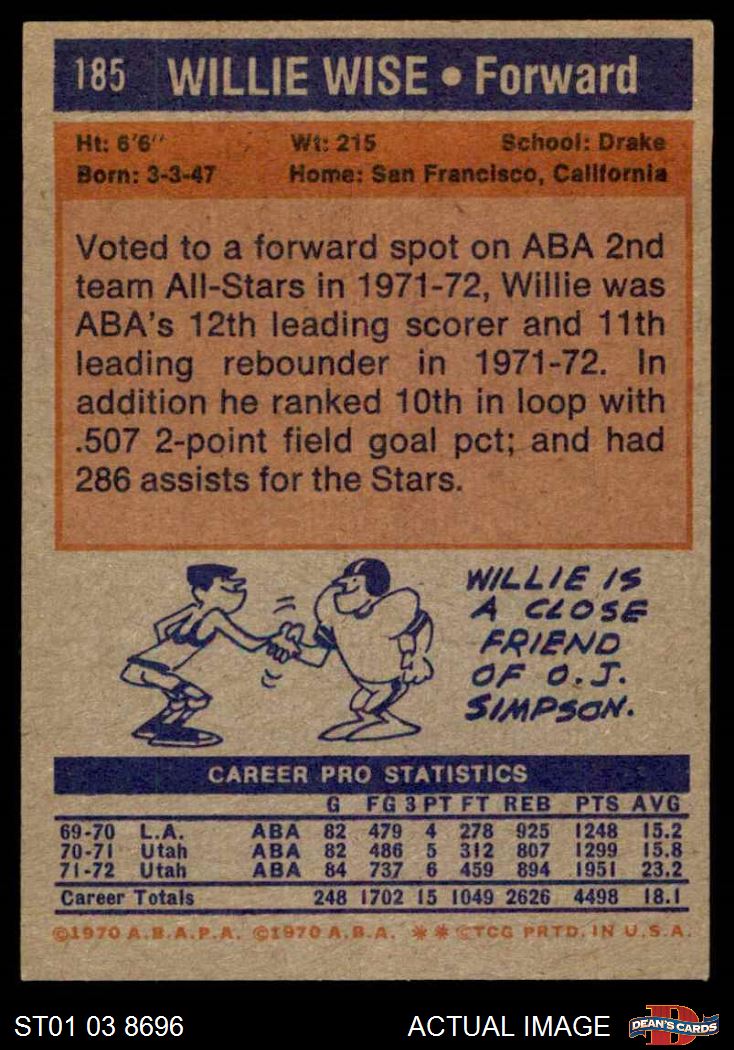 185 WILLIE WISE • Forward
Ht: 6'6" Wt: 215 School: Drake
Born: 3-3-47 Home: San Francisco, California
Voted to a forward spot on ABA 2nd
team All-Stars in 1971-72, Willie was
ABA's 12th leading scorer and 11th
leading rebounder in 1971-72. In
addition he ranked 10th in loop with
.507 2-point field goal pct; and had
286 assists for the Stars.
WILLIE IS
A CLOSE
FRIEND
OF O.J.
SIMPSON.
CAREER PRO STATISTICS
G FG 3 PT FT REB PTS AVG
69-70 L.A. ABA 82 479 4 278 925 1248 15.2
70-71 Utah ABA 82 486 5 312 807 1299 15.8
71-72 Utah ABA 84 737 6 459 894 1951 23.2
Career Totals 248 1702 15 1049 2626 4498 18.1
©1970 A.B.A.P.A. ©1970 A.B.A. ** ©TCG PRTD. IN U.S.A.
ST01 03 8696 ACTUAL IMAGE DEAN'S CARDS